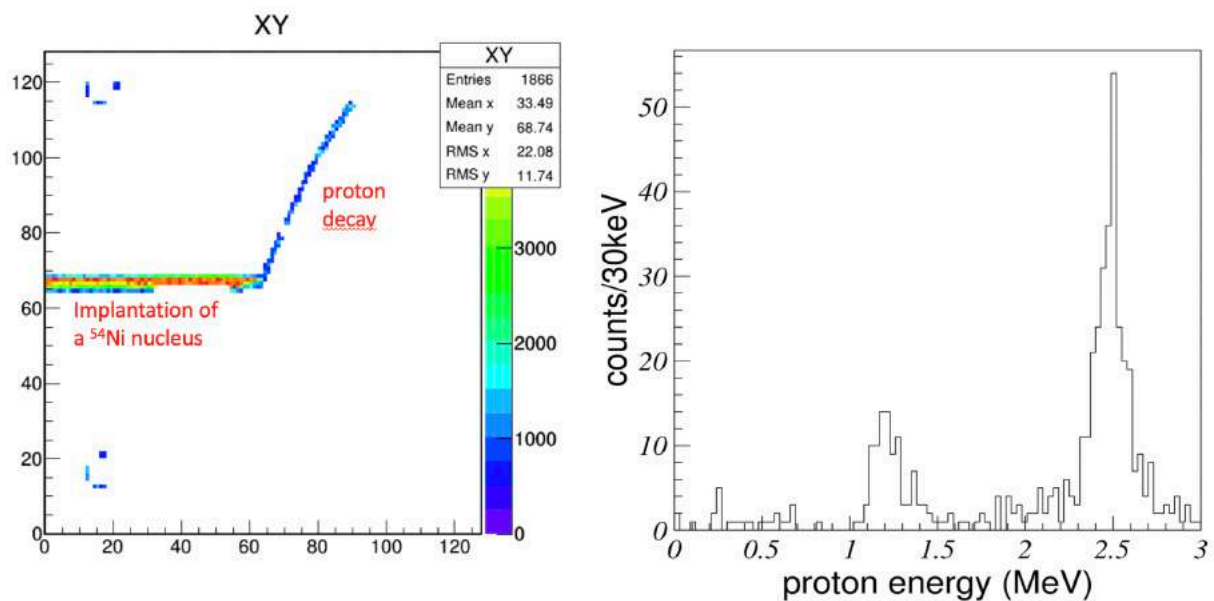 XY
XY
Entries 1866
Mean x 33.49
Mean y 68.74
RMS x 22.08
RMS y 11.74
proton
decay
Implantation of
a ⁵⁴Ni nucleus
120
100
80
60
40
20
0
0 20 40 60 80 100 120
3000
2000
1000
0
counts/30keV
50
40
30
20
10
0
0 0.5 1 1.5 2 2.5 3
proton energy (MeV)